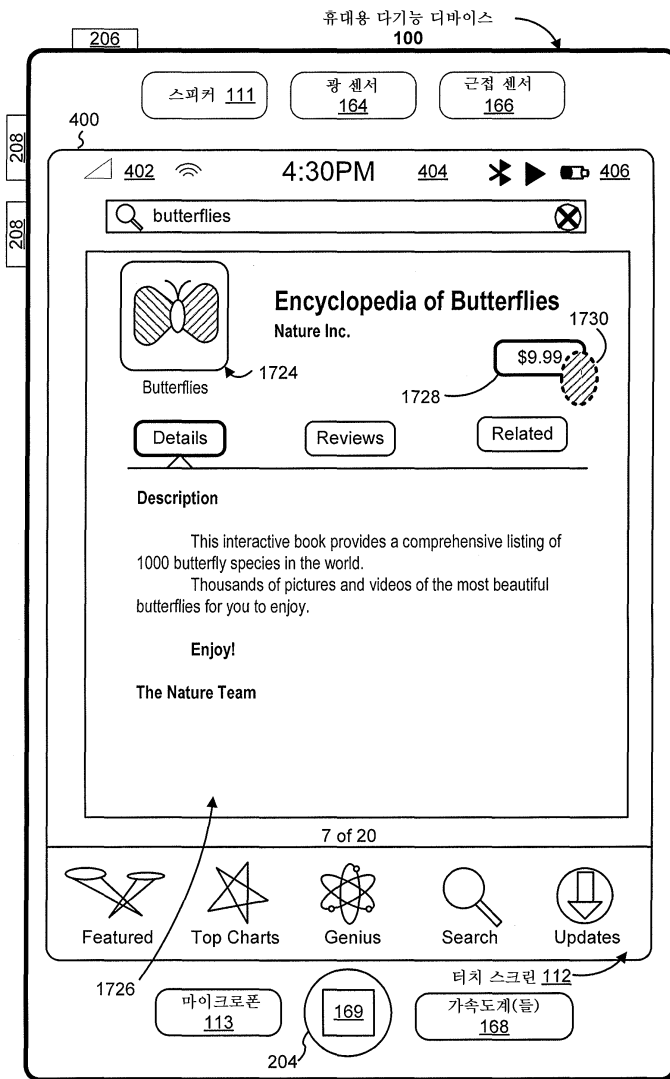 휴대용 다기능 디바이스
100
206
스피커 111
광 센서
164
근접 센서
166
400
208
208
402
4:30PM
404
406
butterflies
Encyclopedia of Butterflies
Nature Inc.
1730
$9.99
1728
1724
Butterflies
Details
Reviews
Related
Description
This interactive book provides a comprehensive listing of
1000 butterfly species in the world.
Thousands of pictures and videos of the most beautiful
butterflies for you to enjoy.
Enjoy!
The Nature Team
7 of 20
Featured
Top Charts
Genius
Search
Updates
1726
터치 스크린 112
마이크로폰
113
169
가속도계(들)
168
204